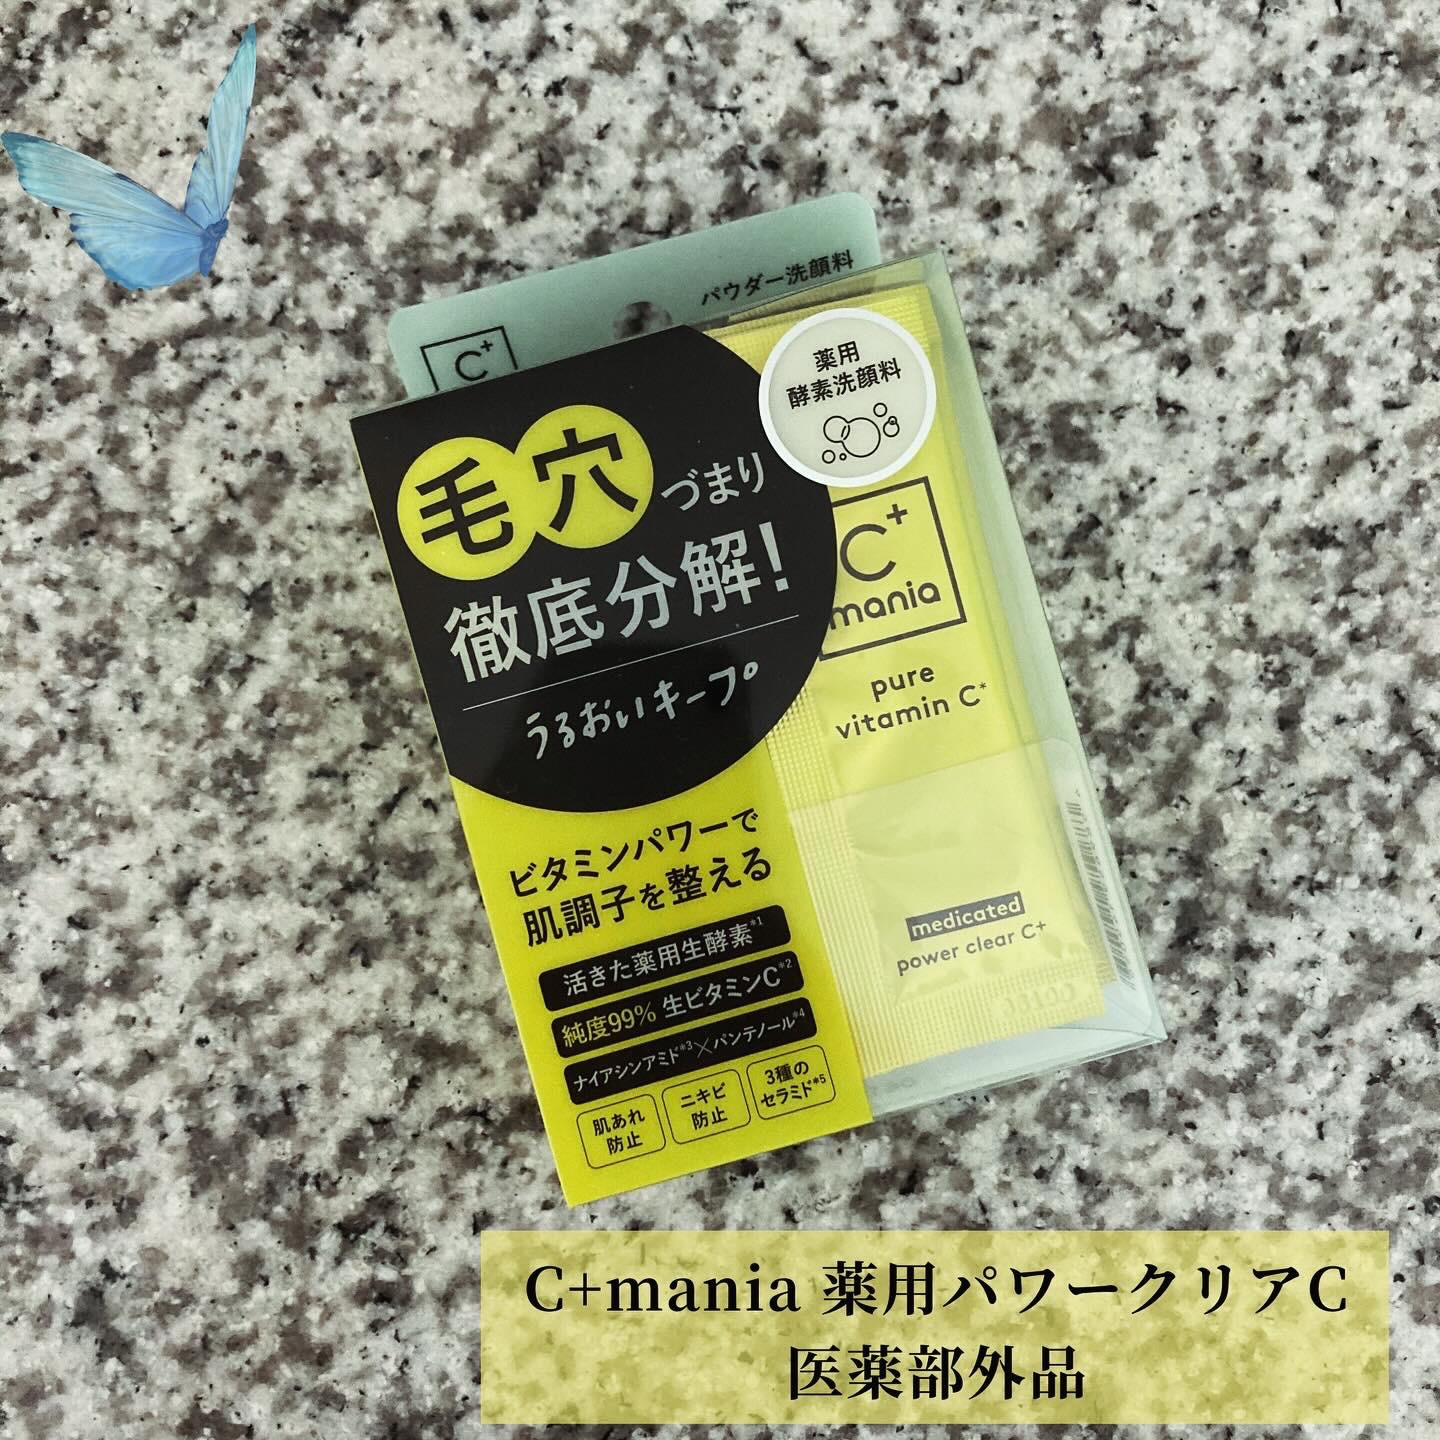 パウダー洗顔料
C+
薬用
酵素洗顔料
毛穴づまり
徹底分解!
うるおいキープ
C+
mania
pure
vitamin C*
ビタミンパワーで
肌調子を整える
活きた薬用生酵素*1
純度99% 生ビタミンC*2
ナイアシンアミド*3×パンテノール*4
肌あれ
防止
ニキビ
防止
3種の
セラミド*5
medicated
power clear C+
C+mania 薬用パワークリアC
医薬部外品